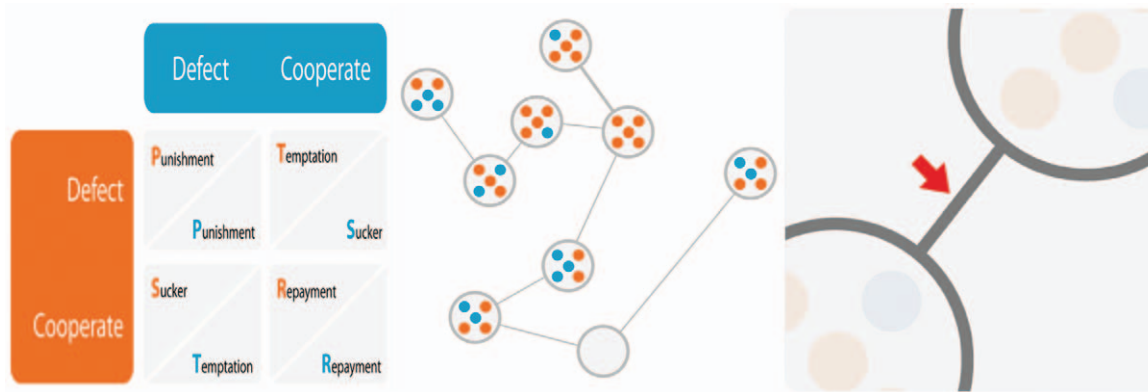 Defect Cooperate
Defect
Punishment
Punishment
Temptation
Sucker
Cooperate
Sucker
Temptation
Repayment
Repayment